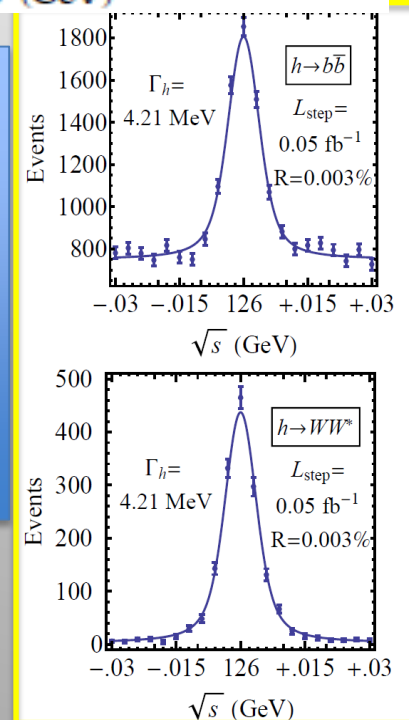 (GeV)
1800
1600
1400
1200
1000
800
Events
Γh=
4.21 MeV
h→bb̅
Lstep=
0.05 fb⁻¹
R=0.003%
−.03 −.015 126 +.015 +.03
√s (GeV)
500
400
300
200
100
0
Events
Γh=
4.21 MeV
h→WW*
Lstep=
0.05 fb⁻¹
R=0.003%
−.03 −.015 126 +.015 +.03
√s (GeV)